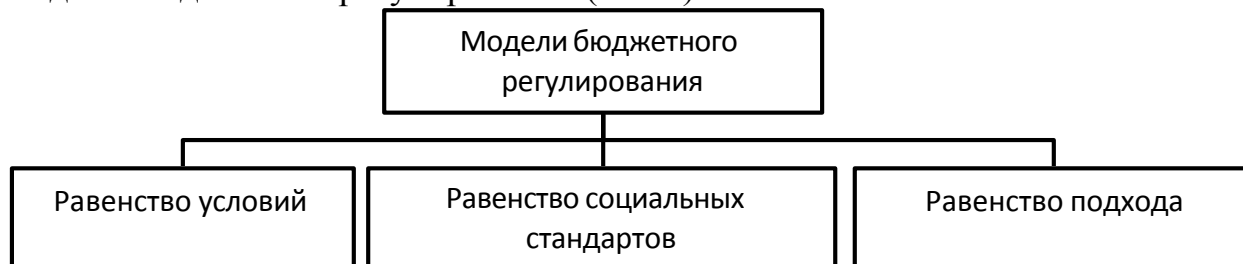 Модели бюджетного
регулирования
Равенство условий
Равенство социальных
стандартов
Равенство подхода